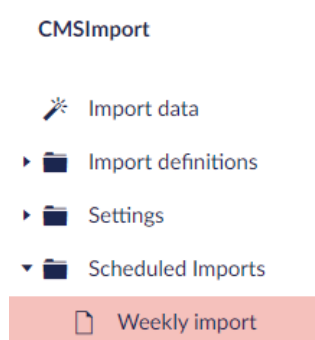 CMSImport
Import data
Import definitions
Settings
Scheduled Imports
Weekly import